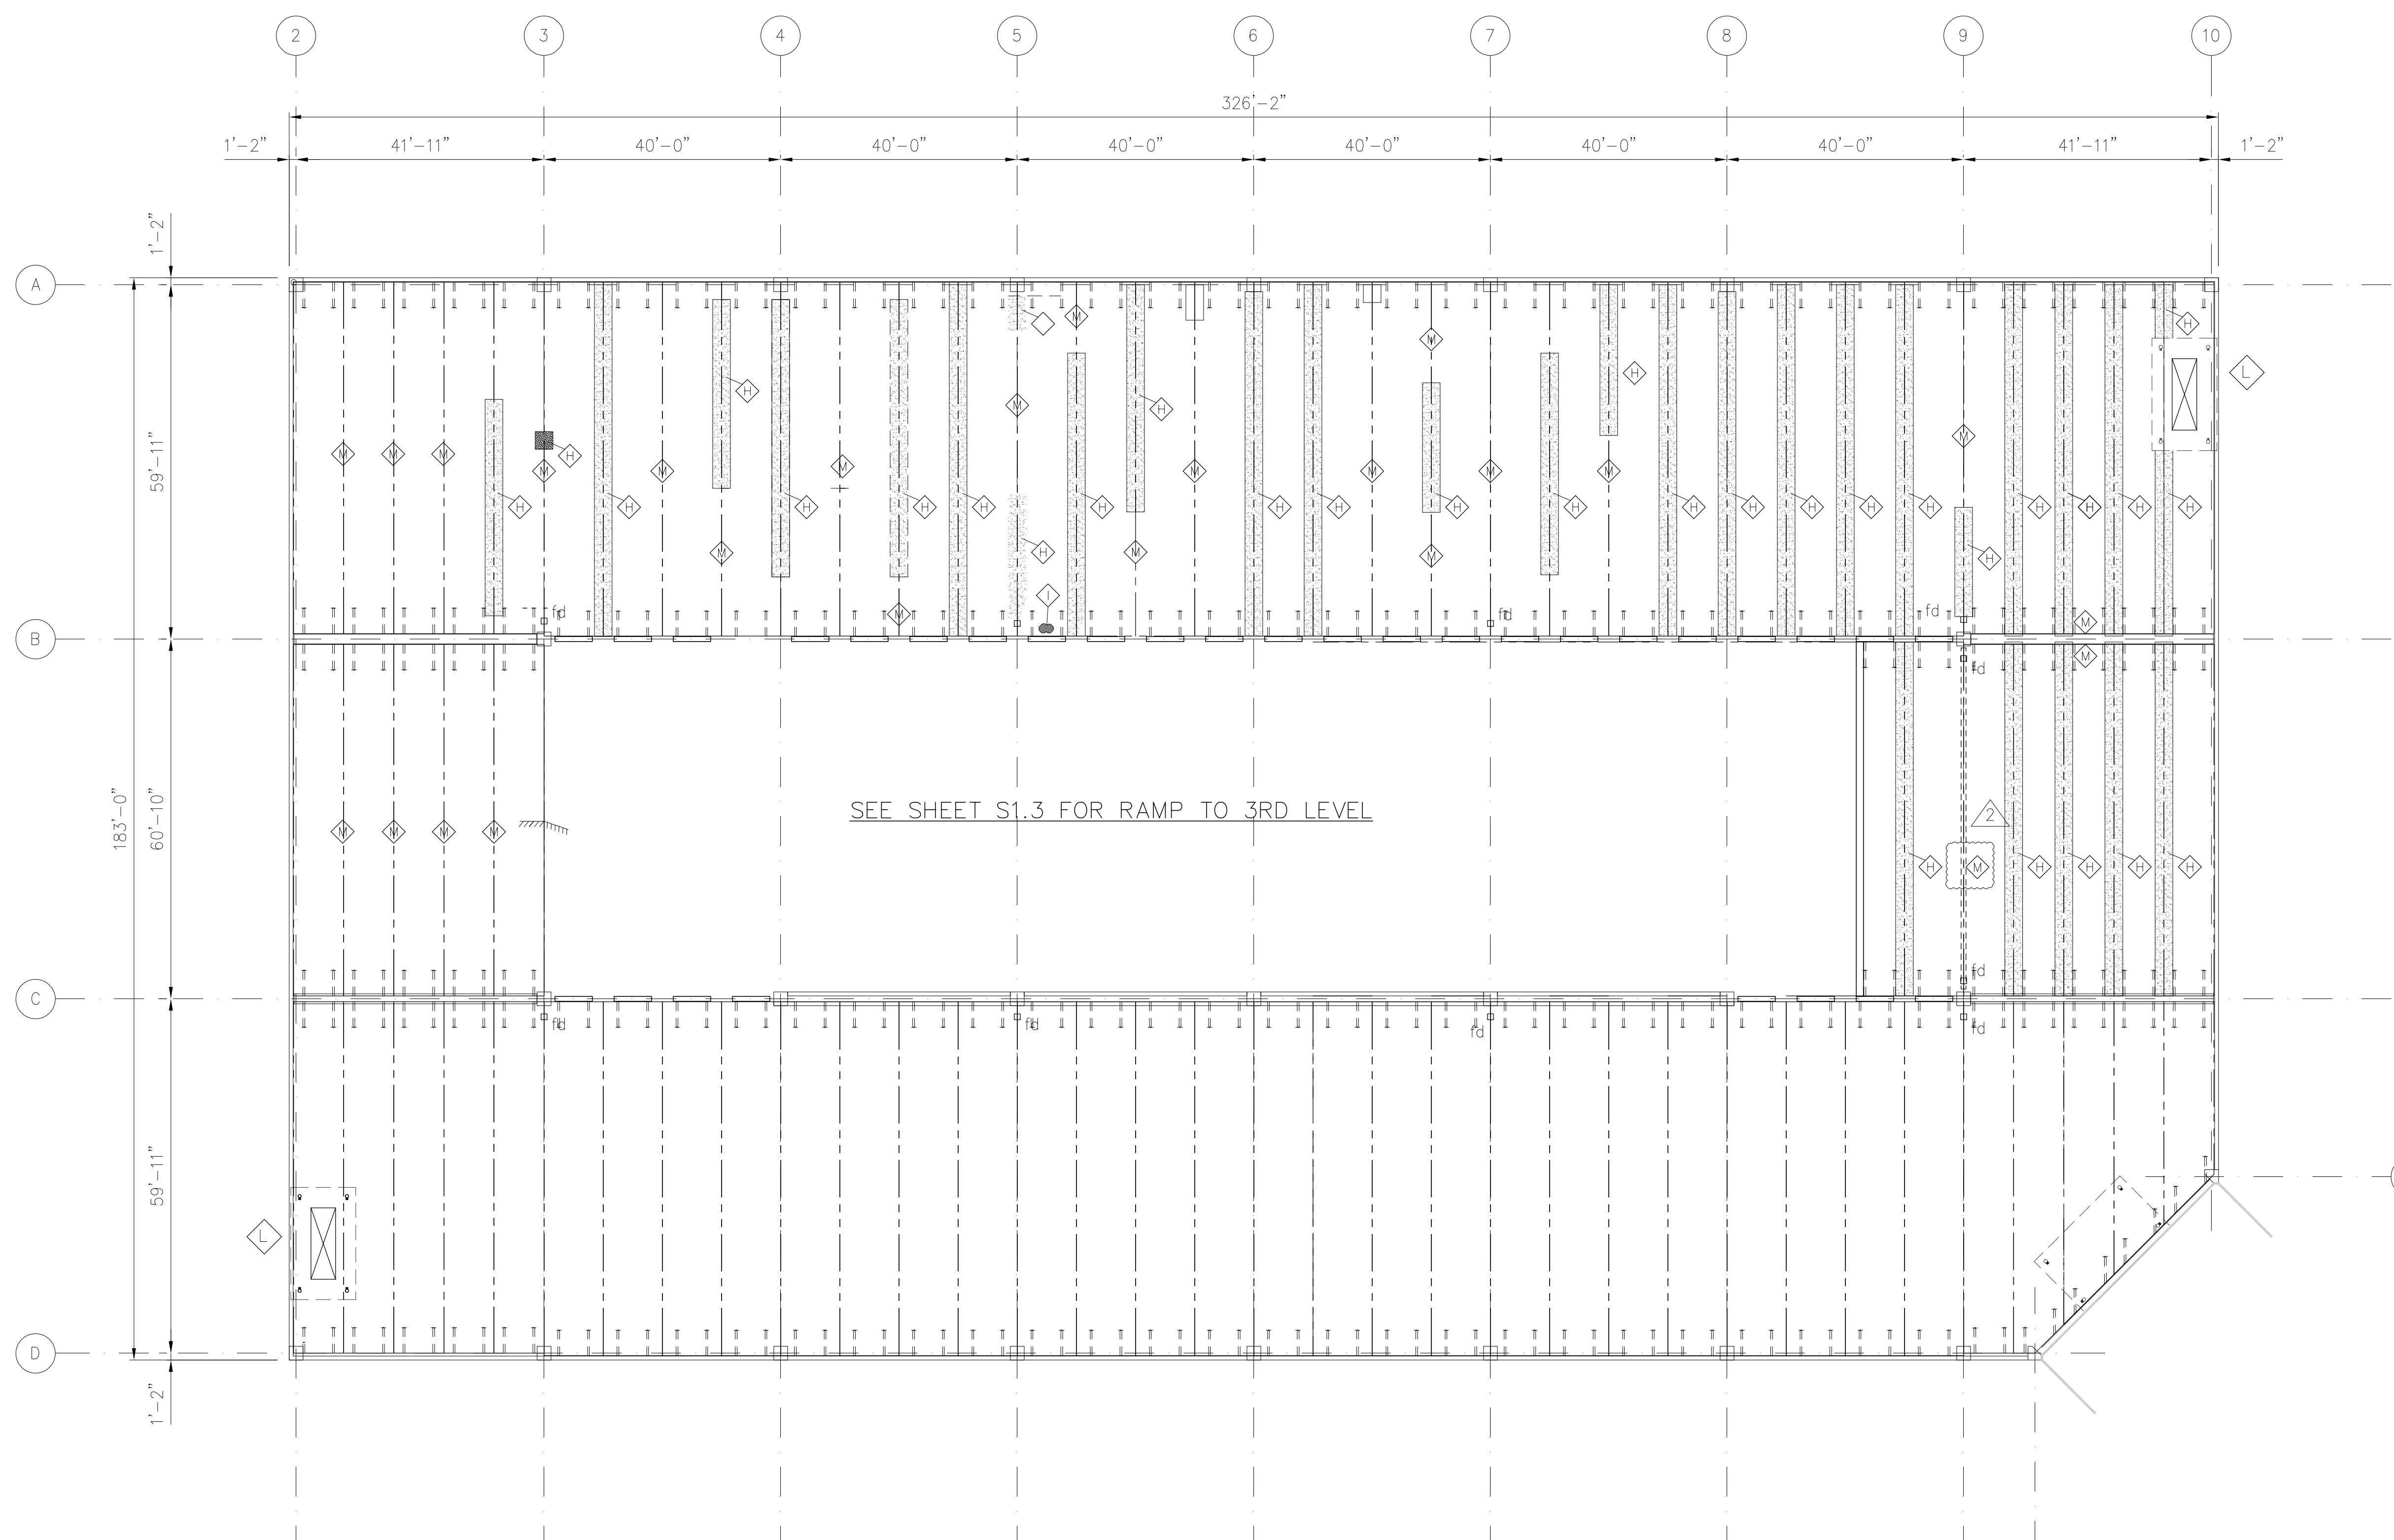 2 3 4 5 6 7 8 9 10
326'-2"
1'-2" 41'-11" 40'-0" 40'-0" 40'-0" 40'-0" 40'-0" 40'-0" 41'-11" 1'-2"
1'-2"
A
H
M M
M H L
H
M H H
M
M M M H M M M M M M
H H H H H H H H H H H H H H H H H H H H
M M M M H
I
fd M fd fd M
B
M
fd
183'-0" 59'-11" 60'-10" 59'-11"
SEE SHEET S1.3 FOR RAMP TO 3RD LEVEL
2
M M M M
H M H H H H
fd
C
fd fd fd fd
L
D
1'-2"